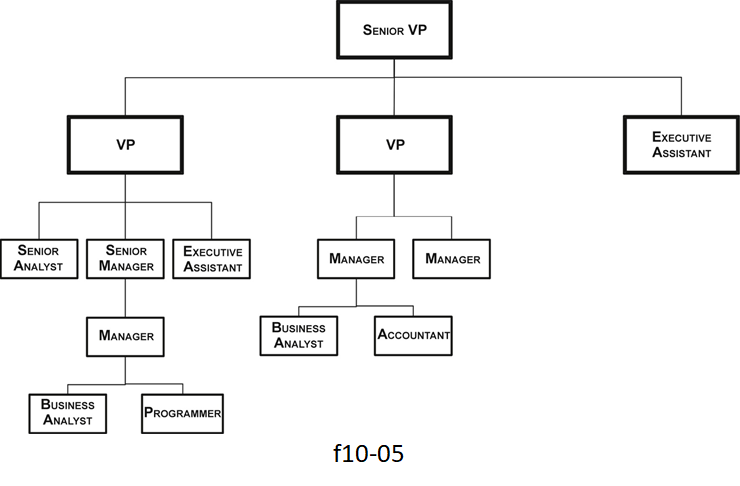 Senior VP
VP
VP
Executive
Assistant
Senior
Analyst
Senior
Manager
Executive
Assistant
Manager
Manager
Manager
Business
Analyst
Accountant
Business
Analyst
Programmer
f10-05